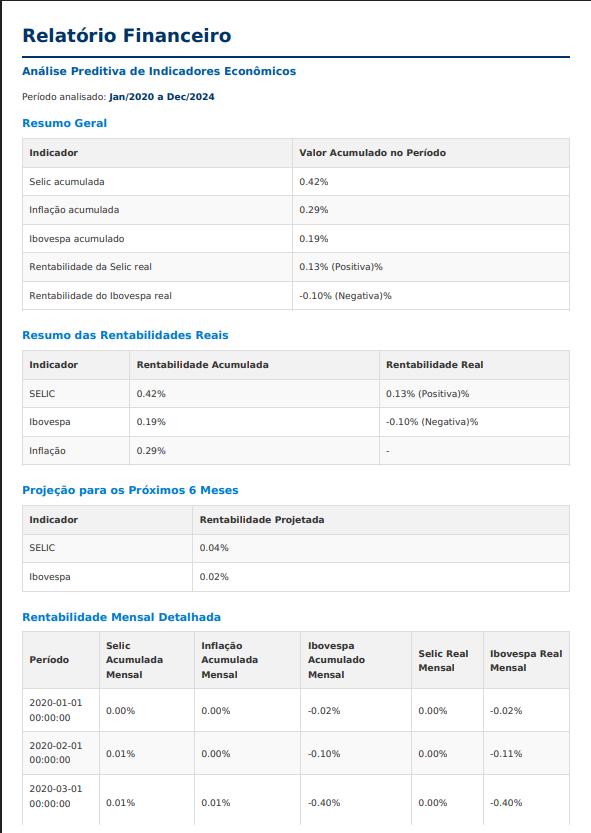 Relatório Financeiro
Análise Preditiva de Indicadores Econômicos
Período analisado: Jan/2020 a Dec/2024
Resumo Geral
Indicador Valor Acumulado no Período
Selic acumulada 0.42%
Inflação acumulada 0.29%
Ibovespa acumulado 0.19%
Rentabilidade da Selic real 0.13% (Positiva)%
Rentabilidade do Ibovespa real -0.10% (Negativa)%
Resumo das Rentabilidades Reais
Indicador Rentabilidade Acumulada Rentabilidade Real
SELIC 0.42% 0.13% (Positiva)%
Ibovespa 0.19% -0.10% (Negativa)%
Inflação 0.29% -
Projeção para os Próximos 6 Meses
Indicador Rentabilidade Projetada
SELIC 0.04%
Ibovespa 0.02%
Rentabilidade Mensal Detalhada
Período
Selic
Acumulada
Mensal
Inflação
Acumulada
Mensal
Ibovespa
Acumulado
Mensal
Selic Real
Mensal
Ibovespa Real
Mensal
2020-01-01
00:00:00
0.00% 0.00% -0.02% 0.00% -0.02%
2020-02-01
00:00:00
0.01% 0.00% -0.10% 0.00% -0.11%
2020-03-01
00:00:00
0.01% 0.01% -0.40% 0.00% -0.40%